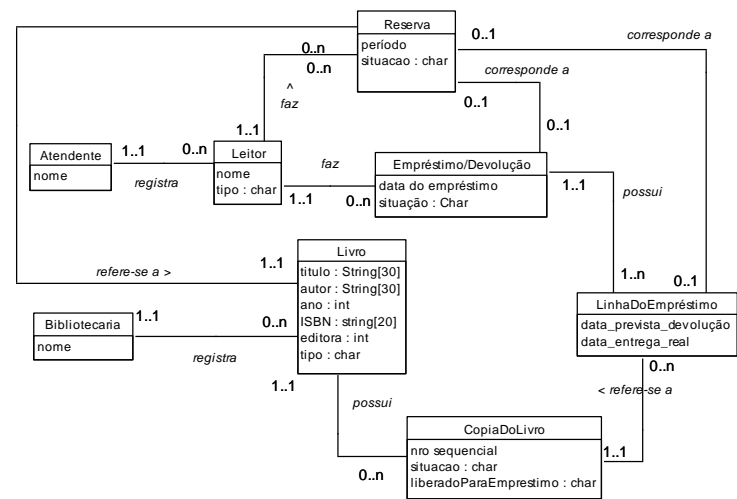 Reserva
período
situacao : char
0..n
0..n
0..1
corresponde a
corresponde a
0..1
0..1
^
faz
1..1
Atendente
nome
1..1
0..n
registra
Leitor
nome
tipo : char
faz
1..1
0..n
Empréstimo/Devolução
data do empréstimo
situação : Char
1..1
possui
1..n
0..1
refere-se a >
1..1
Livro
titulo : String[30]
autor : String[30]
ano : int
ISBN : string[20]
editora : int
tipo : char
LinhaDoEmpréstimo
data_prevista_devolução
data_entrega_real
Bibliotecaria
nome
1..1
0..n
registra
1..1
possui
0..n
0..n
< refere-se a
CopiaDoLivro
nro sequencial
situacao : char
liberadoParaEmprestimo : char
1..1